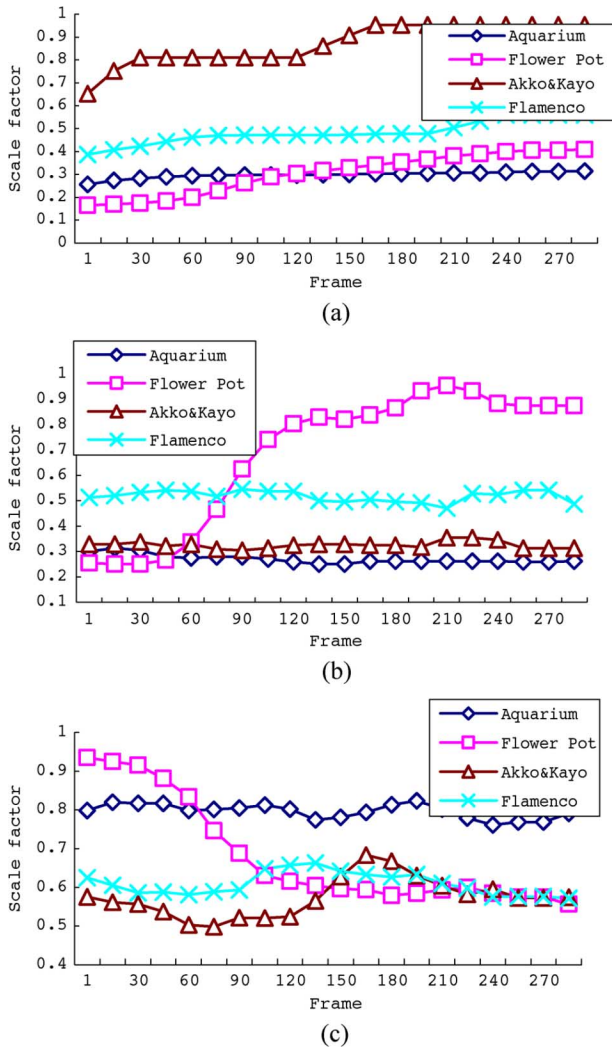 1
0.9
0.8
0.7
0.6
0.5
0.4
0.3
0.2
0.1
0
Scale factor
Aquarium
Flower Pot
Akko&Kayo
Flamenco
1 30 60 90 120 150 180 210 240 270
Frame
(a)
Aquarium
Flower Pot
Akko&Kayo
Flamenco
1
0.9
0.8
0.7
0.6
0.5
0.4
0.3
0.2
0.1
Scale factor
1 30 60 90 120 150 180 210 240 270
Frame
(b)
Aquarium
Flower Pot
Akko&Kayo
Flamenco
1
0.9
0.8
0.7
0.6
0.5
0.4
Scale factor
1 30 60 90 120 150 180 210 240 270
Frame
(c)